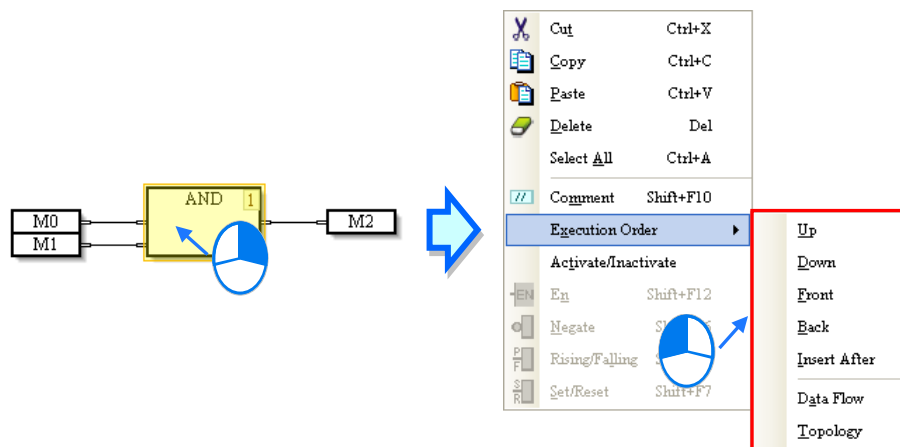 Cut Ctrl+X
Copy Ctrl+C
Paste Ctrl+V
Delete Del
Select All Ctrl+A
Comment Shift+F10
Execution Order
Activate/Inactivate
EN En Shift+F12
Negate
P F Rising/Falling
S R Set/Reset Shift+F7
AND 1
M0
M1
M2
Up
Down
Front
Back
Insert After
Data Flow
Topology